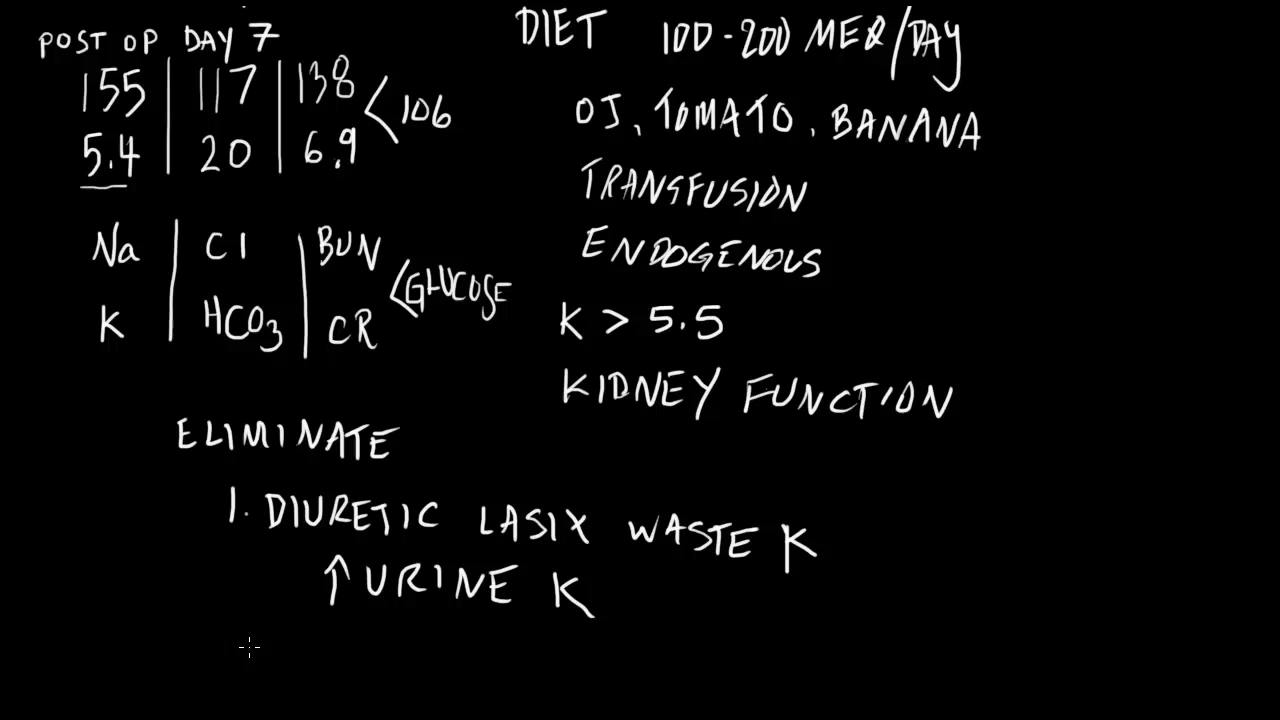 POST OP DAY 7
155 | 117 | 138 < 106
5.4 | 20 | 6.9
Na | Cl | BUN < GLUCOSE
K | HCO3 | CR
DIET 100-200 MEQ/DAY
OJ, TOMATO, BANANA
TRANSFUSION
ENDOGENOUS
K > 5.5
KIDNEY FUNCTION
ELIMINATE
1. DIURETIC LASIX WASTE K
↑ URINE K